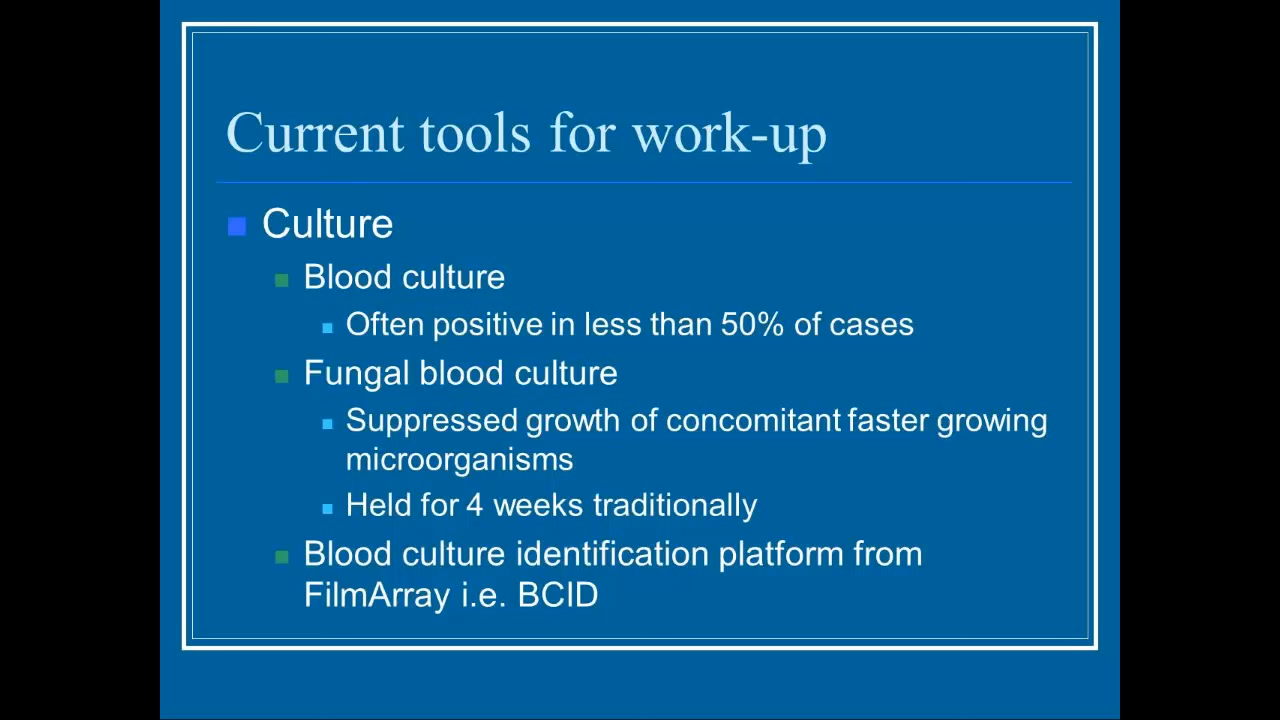 Current tools for work-up
Culture
Blood culture
Often positive in less than 50% of cases
Fungal blood culture
Suppressed growth of concomitant faster growing
microorganisms
Held for 4 weeks traditionally
Blood culture identification platform from
FilmArray i.e. BCID